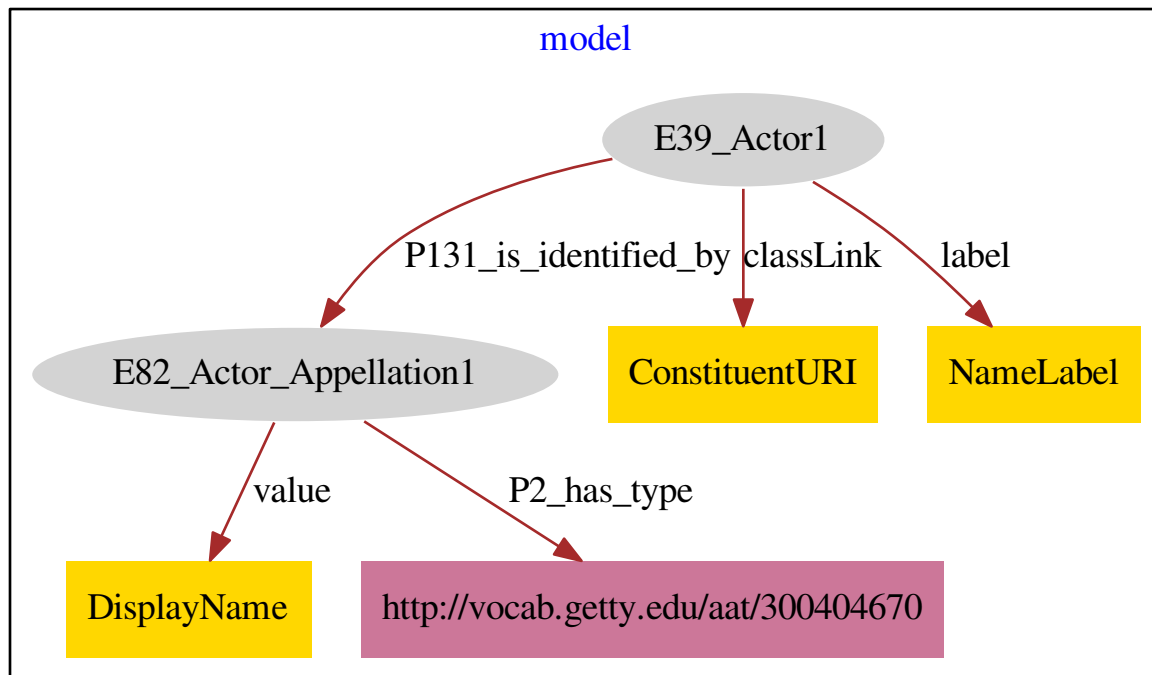 model
E39_Actor1
P131_is_identified_by
classLink
label
E82_Actor_Appellation1
ConstituentURI
NameLabel
value
P2_has_type
DisplayName
http://vocab.getty.edu/aat/300404670